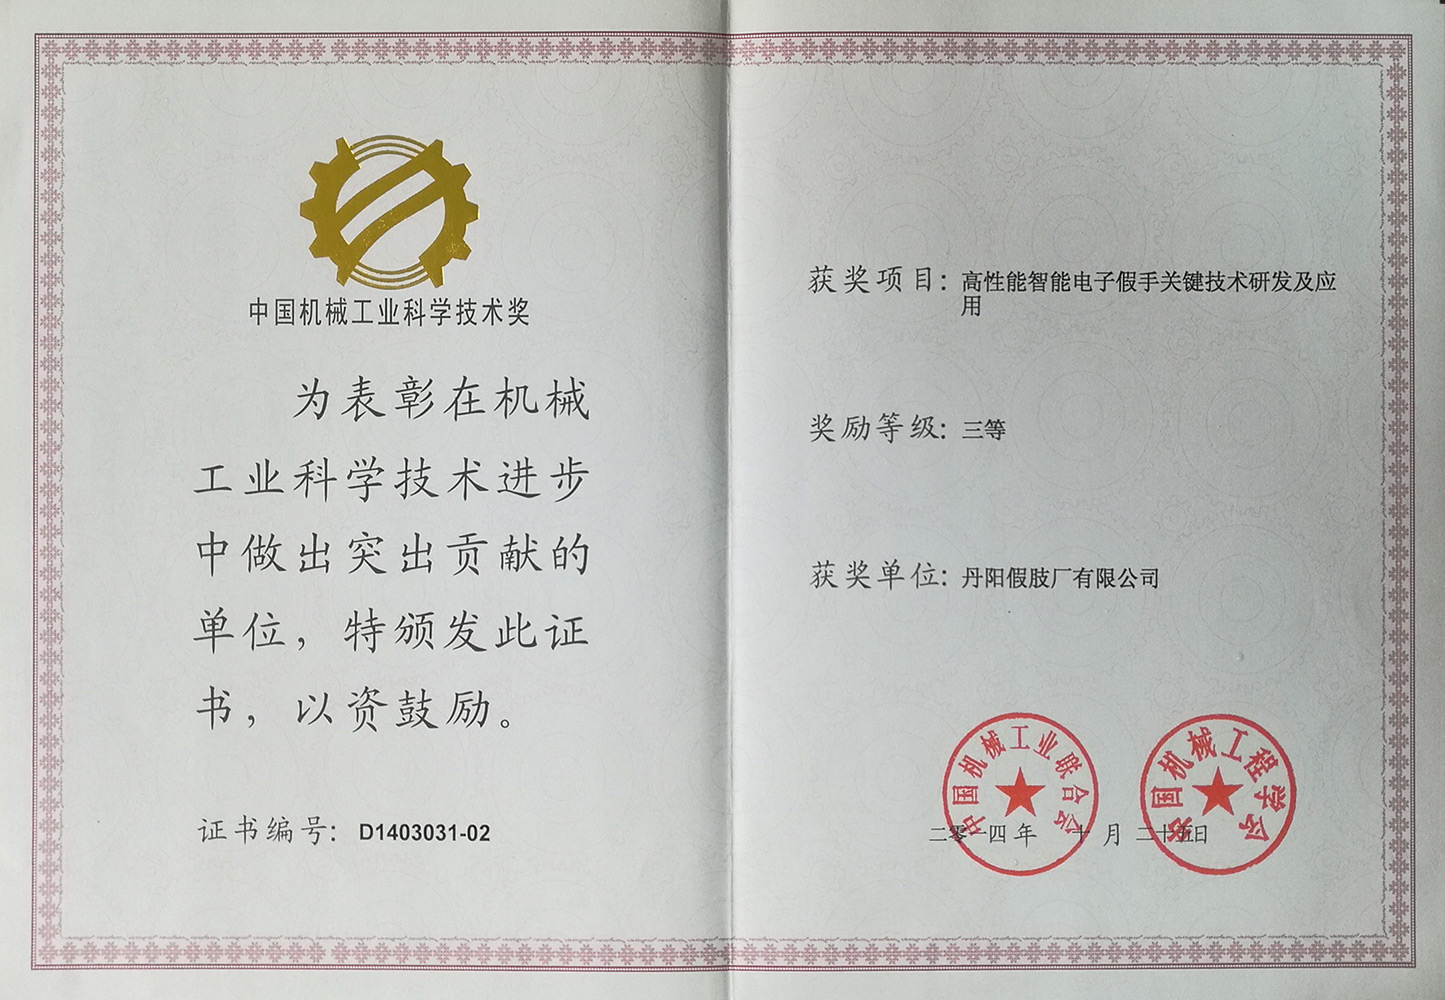 中国机械工业科学技术奖
为表彰在机械
工业科学技术进步
中做出突出贡献的
单位，特颁发此证
书，以资鼓励。
证书编号：D1403031-02
获奖项目：高性能智能电子假手关键技术研发及应
用
奖励等级：三等
获奖单位：丹阳假肢厂有限公司
中国机械工业联合会
中国机械工程学会
二零一四年 十月 二十五日